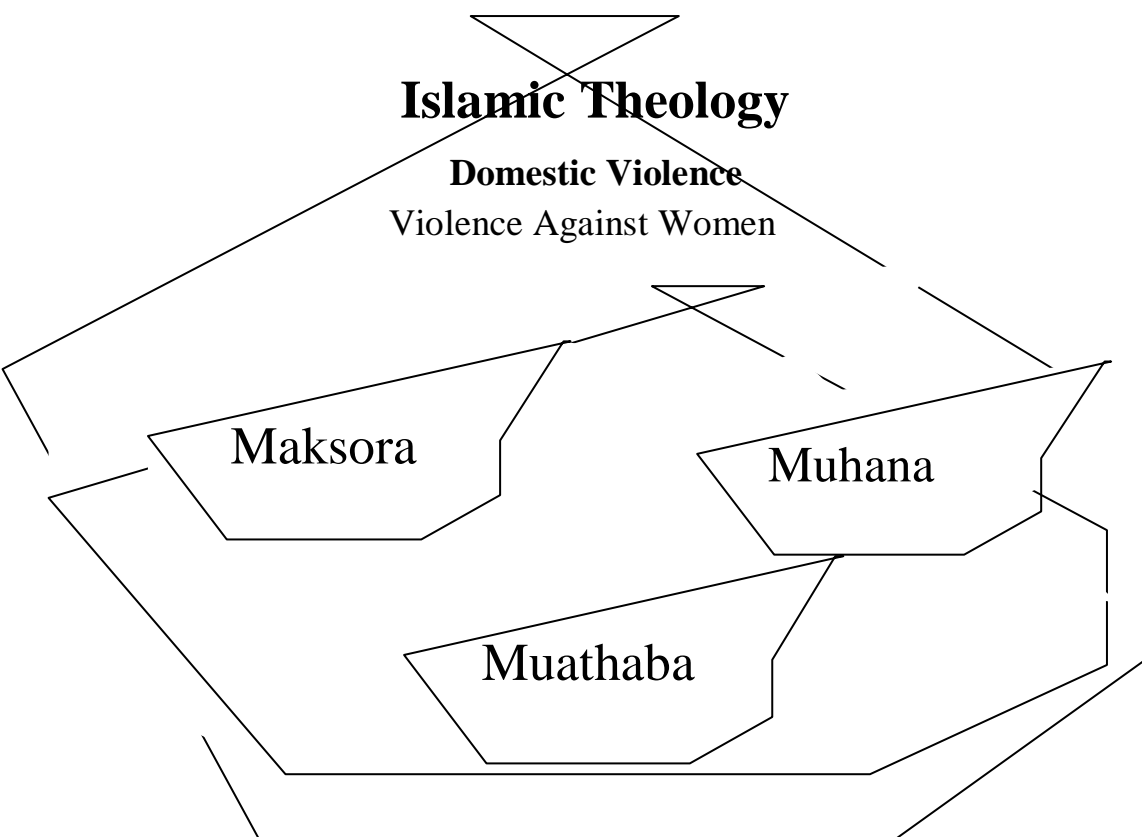 Islamic Theology
Domestic Violence
Violence Against Women
Maksora
Muhana
Muathaba